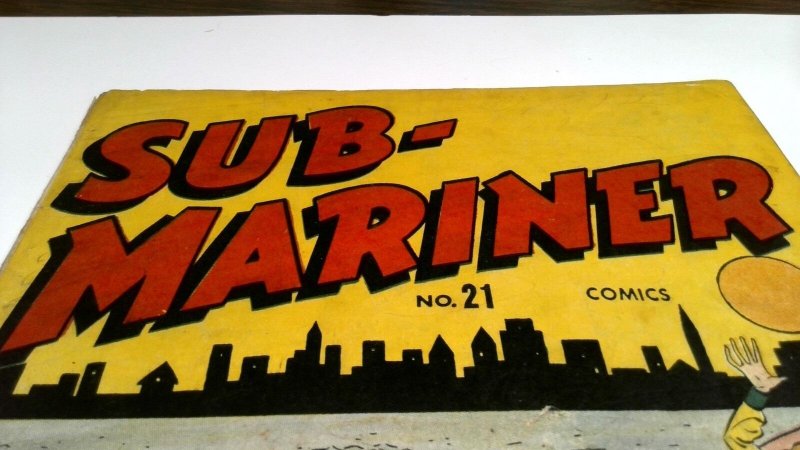 SUB-
MARINER
NO. 21 COMICS